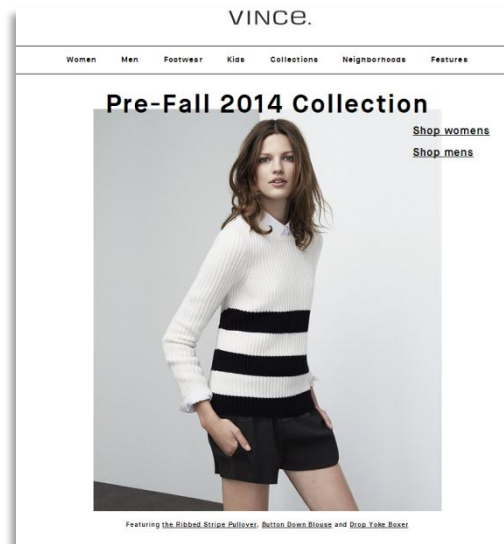 VINCE.
Women Men Footwear Kids Collections Neighborhoods Features
Pre-Fall 2014 Collection
Shop womens
Shop mens
Featuring the Ribbed Stripe Pullover, Button Down Blouse and Drop Yoke Boxer